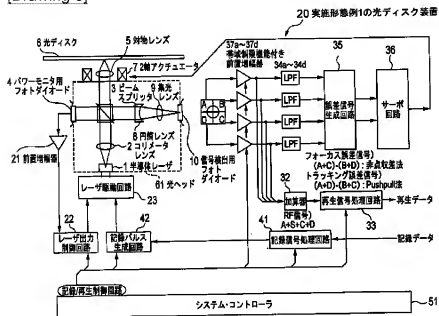 20 実施形態例1の光ディスク装置
6 光ディスク
5 対物レンズ
7 2軸アクチュエータ
37a~37d
帯域制限機能付き
前置増幅器
34a~34d
35
36
4 パワーモニタ用
フォトダイオード
3 ビーム
スプリッタ
9 集光
レンズ
8 円筒レンズ
2 コリメータ
レンズ
1 半導体レーザ
61 光ヘッド
10 信号検出用
フォト
ダイオード
A B
LPF
LPF
LPF
LPF
誤差信号
生成回路
サーボ
回路
21 前置増幅器
レーザ駆動回路
23
フォーカス誤差信号)
(A+C)-(B+D):非点収差法
トラッキング誤差信号)
(A+D)-(B+C):Pushpull法
32
加算器
RF信号)
A+S+C+D
再生信号処理回路
33
再生データ
22
レーザ出力
制御回路
42
記録パルス
生成回路
41
記録信号処理回路
記録データ
(記録/再生制御回路)
システム・コントローラ
51